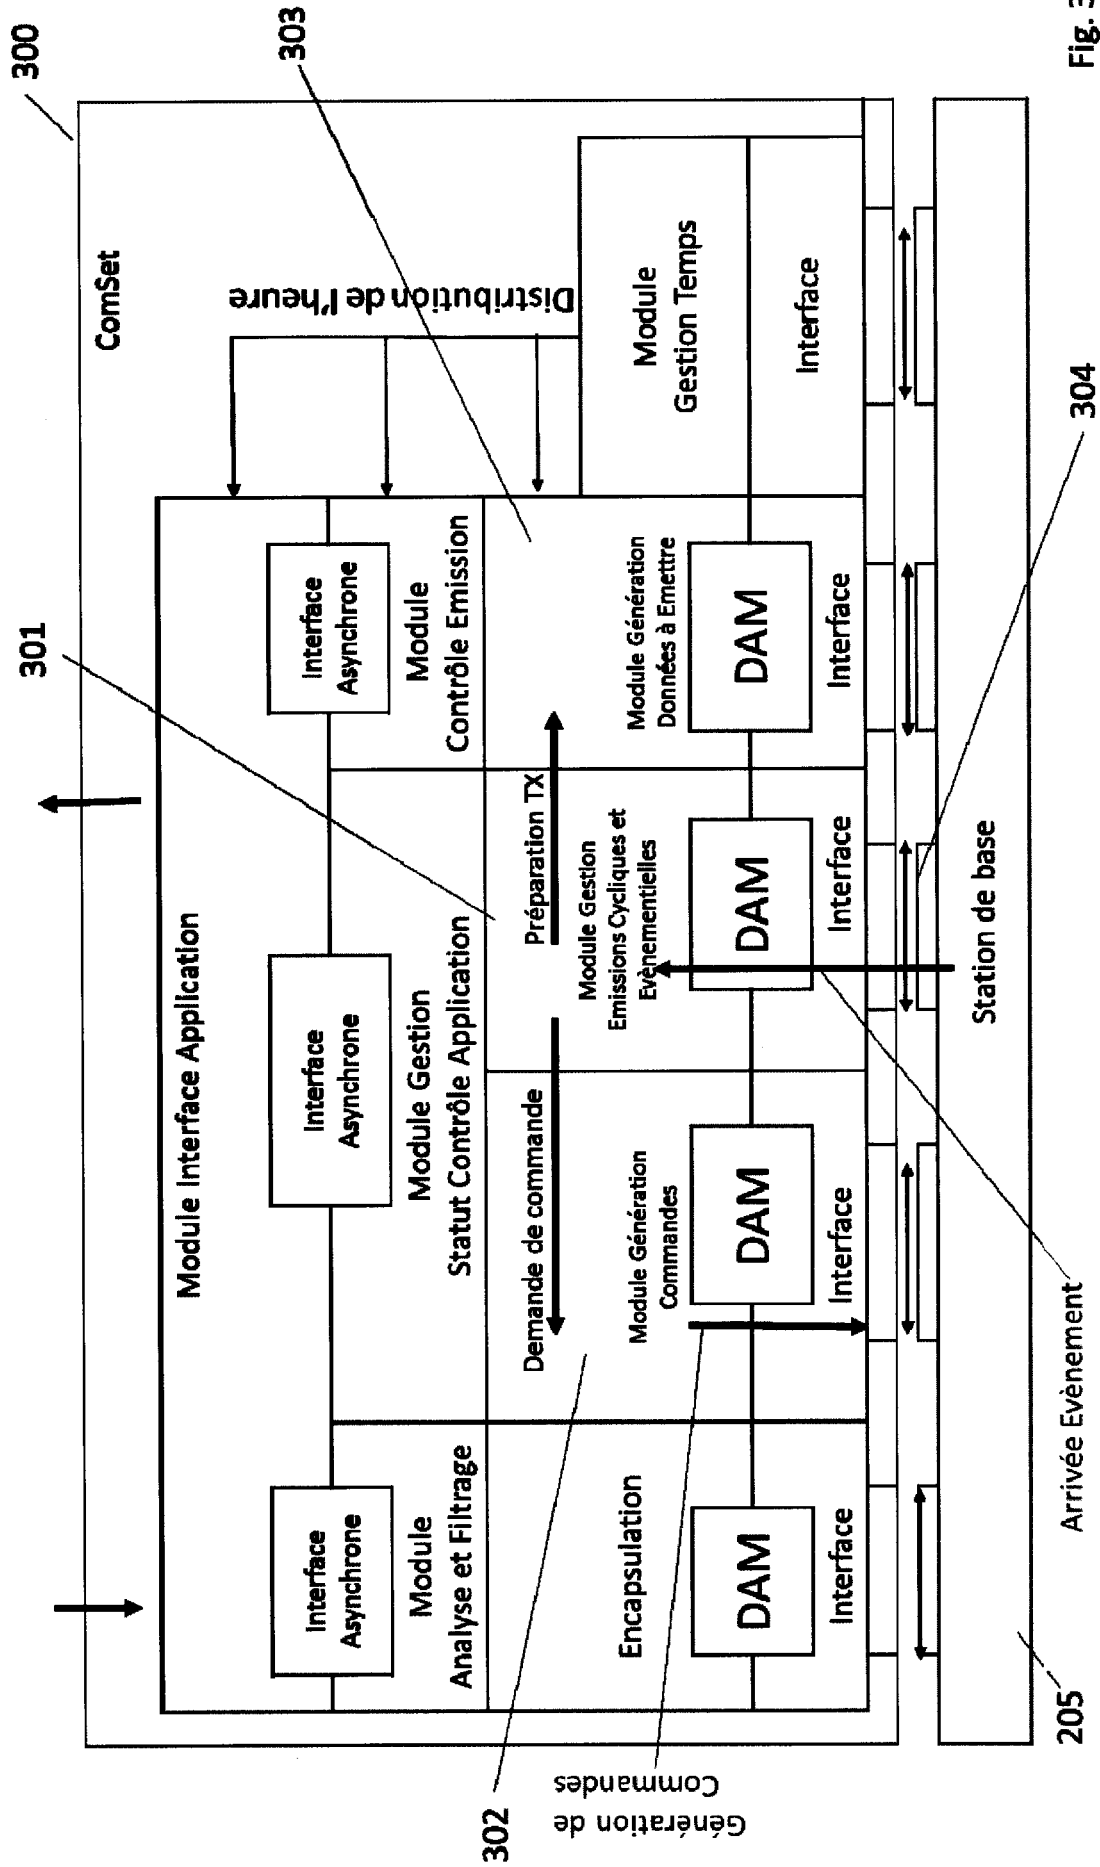 300
ComSet
303
301
Distribution de l'heure
Module Interface Application
Interface
Asynchrone
Interface
Asynchrone
Interface
Asynchrone
Module
Analyse et Filtrage
Module Gestion
Statut Contrôle Application
Module
Contrôle Emission
Module
Gestion Temps
Interface
Demande de commande
Préparation TX
Encapsulation
Module Génération
Commandes
Module Gestion
Emissions Cycliques et
Evènementielles
Module Génération
Données à Emettre
DAM
DAM
DAM
DAM
Interface
Interface
Interface
Interface
302
Génération de
Commandes
Station de base
304
205
Arrivée Evènement
Fig. 3